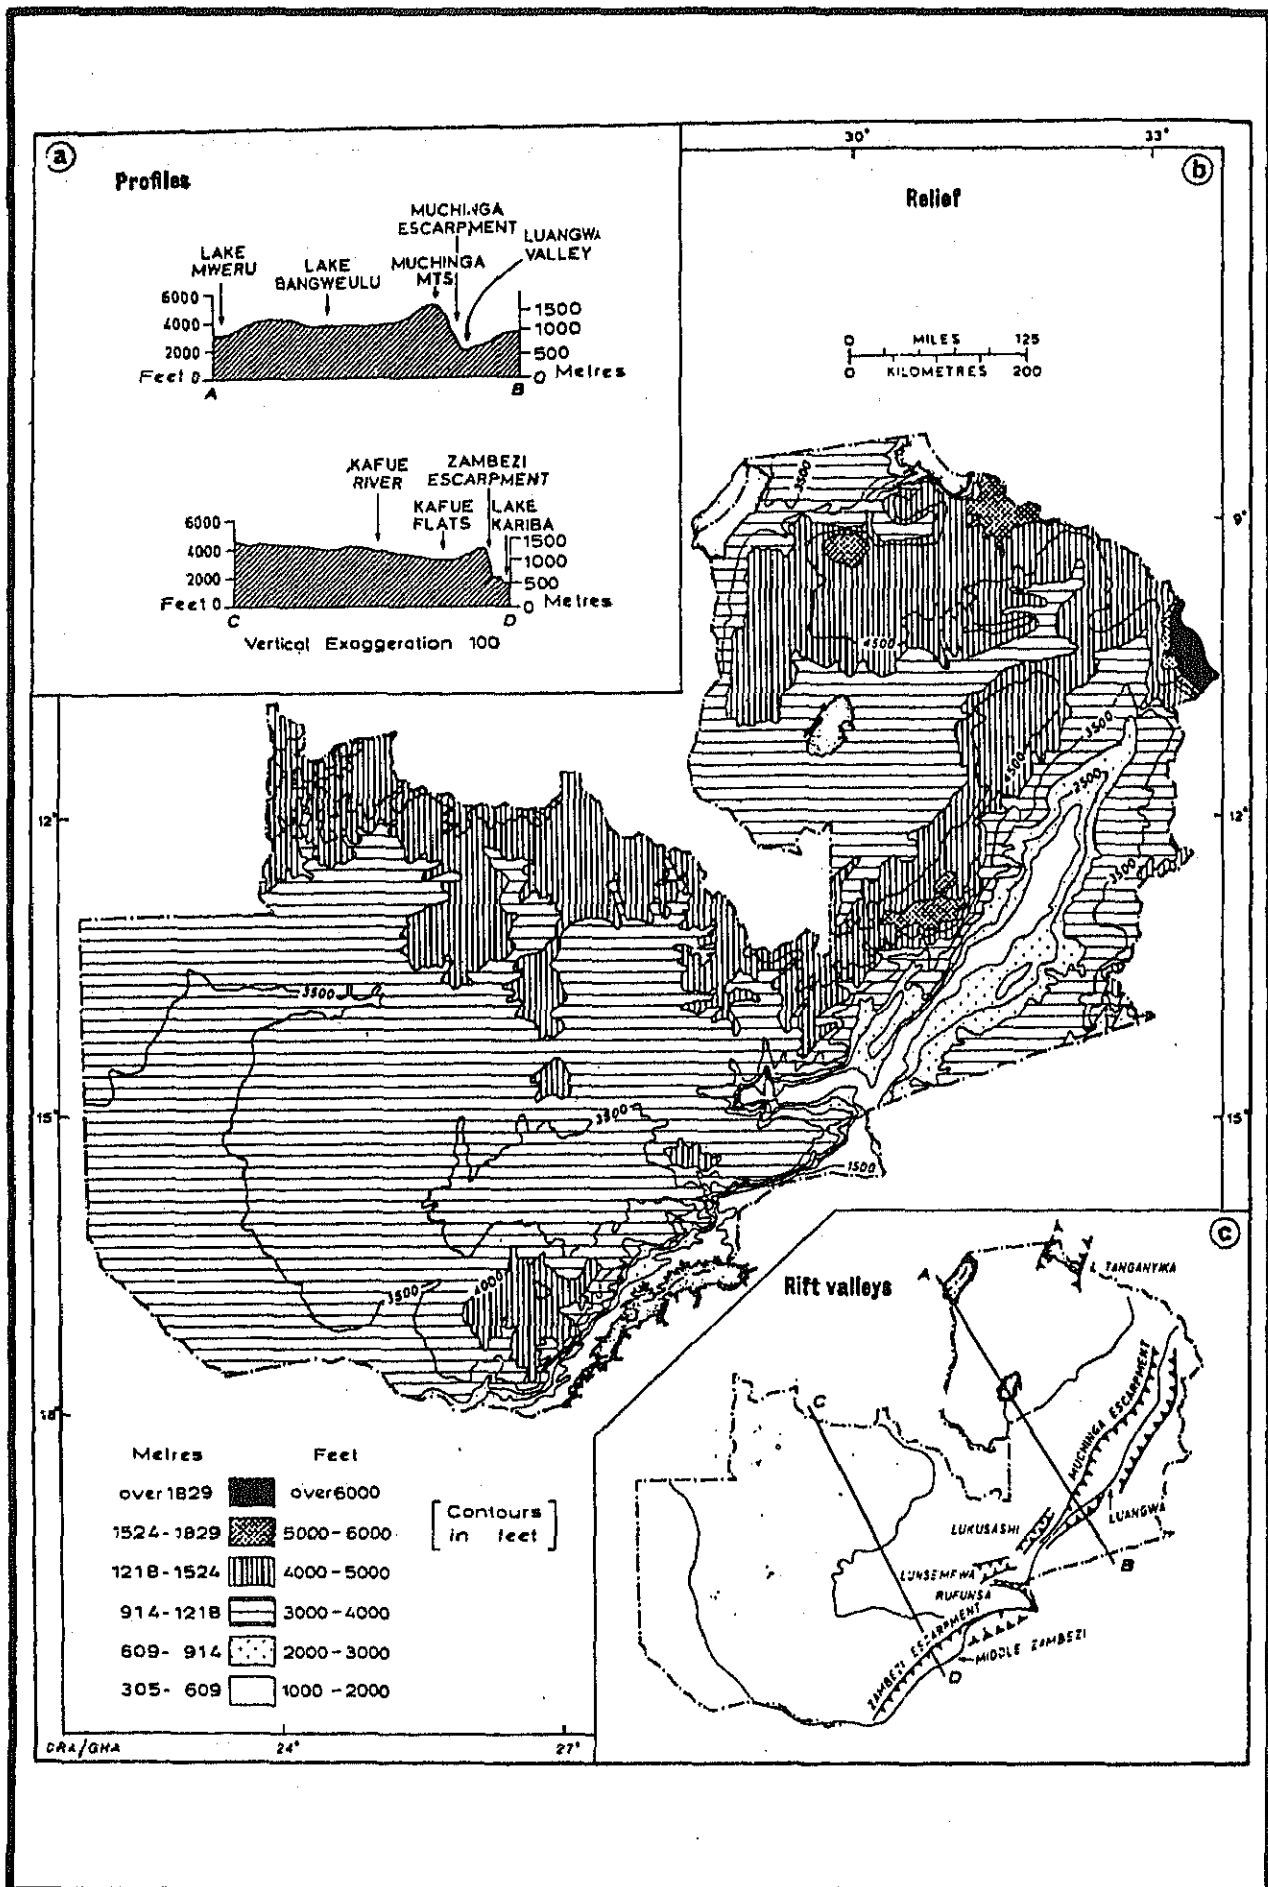 a
Profiles
MUCHINGA
ESCARPMENT
LUANGWA
VALLEY
LAKE
MWERU
LAKE
BANGWEULU
MUCHINGA
MTS
6000
4000
2000
Feet 0
1500
1000
500
0 Metres
A
B
KAFUE
RIVER
ZAMBEZI
ESCARPMENT
KAFUE
FLATS
LAKE
KARIBA
6000
4000
2000
Feet 0
1500
1000
500
0 Metres
C
D
Vertical Exaggeration 100
30°
33°
b
Relief
0 MILES 125
0 KILOMETRES 200
3500
9°
4500
3500
4500
2500
12°
12°
3500
3500
15°
3500
15°
1500
4000
3500
18°
Metres Feet
over 1829 over 6000
1524-1829 5000-6000
1218-1524 4000-5000
914-1218 3000-4000
609-914 2000-3000
305-609 1000-2000
[Contours
in feet]
DRA/GHA
24°
27°
c
Rift valleys
A
L. TANGANYIKA
C
MUCHINGA ESCARPMENT
LUKUSASHI
LUANGWA
B
LUNSEMFWA
RUFUNSA
ZAMBEZI ESCARPMENT
MIDDLE ZAMBEZI
D